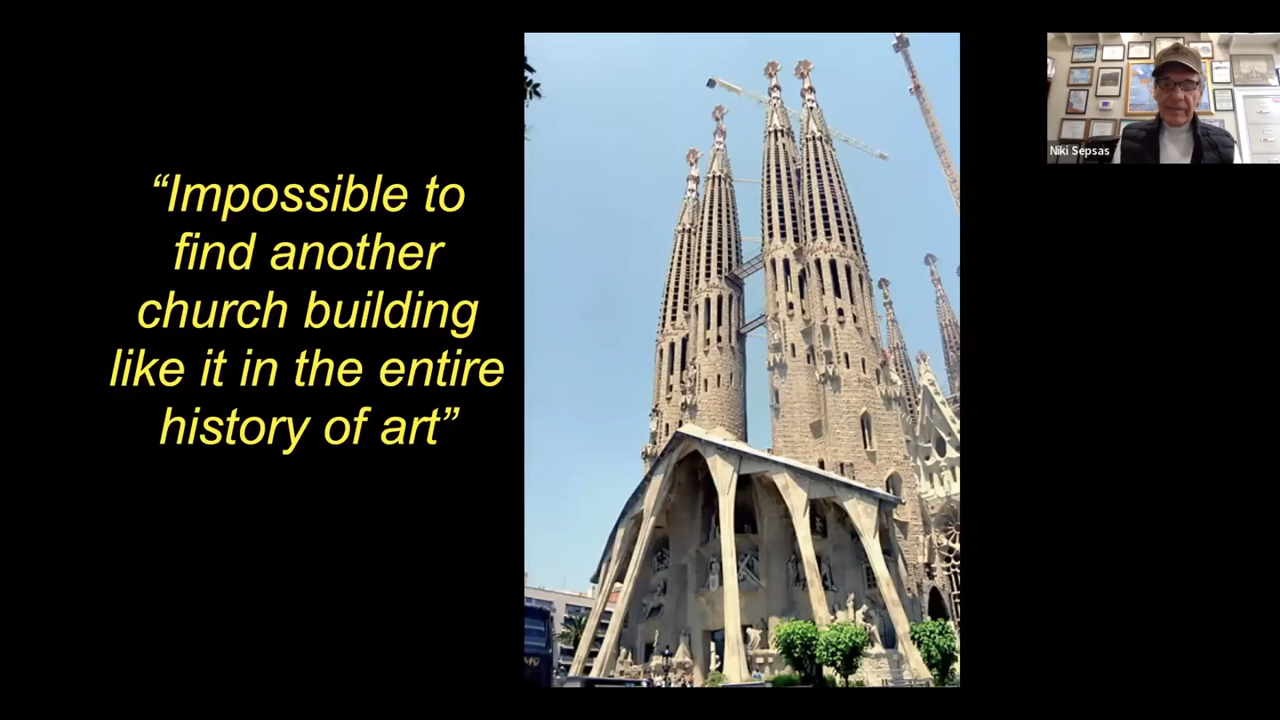 “Impossible to
find another
church building
like it in the entire
history of art”
Niki Sepsas